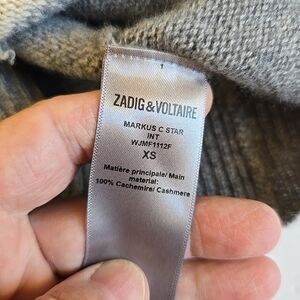 ZADIG & VOLTAIRE
MARKUS C STAR
INT
WJMF1112F
XS
Matière principale/ Main
material:
100% Cachemire/ Cashmere